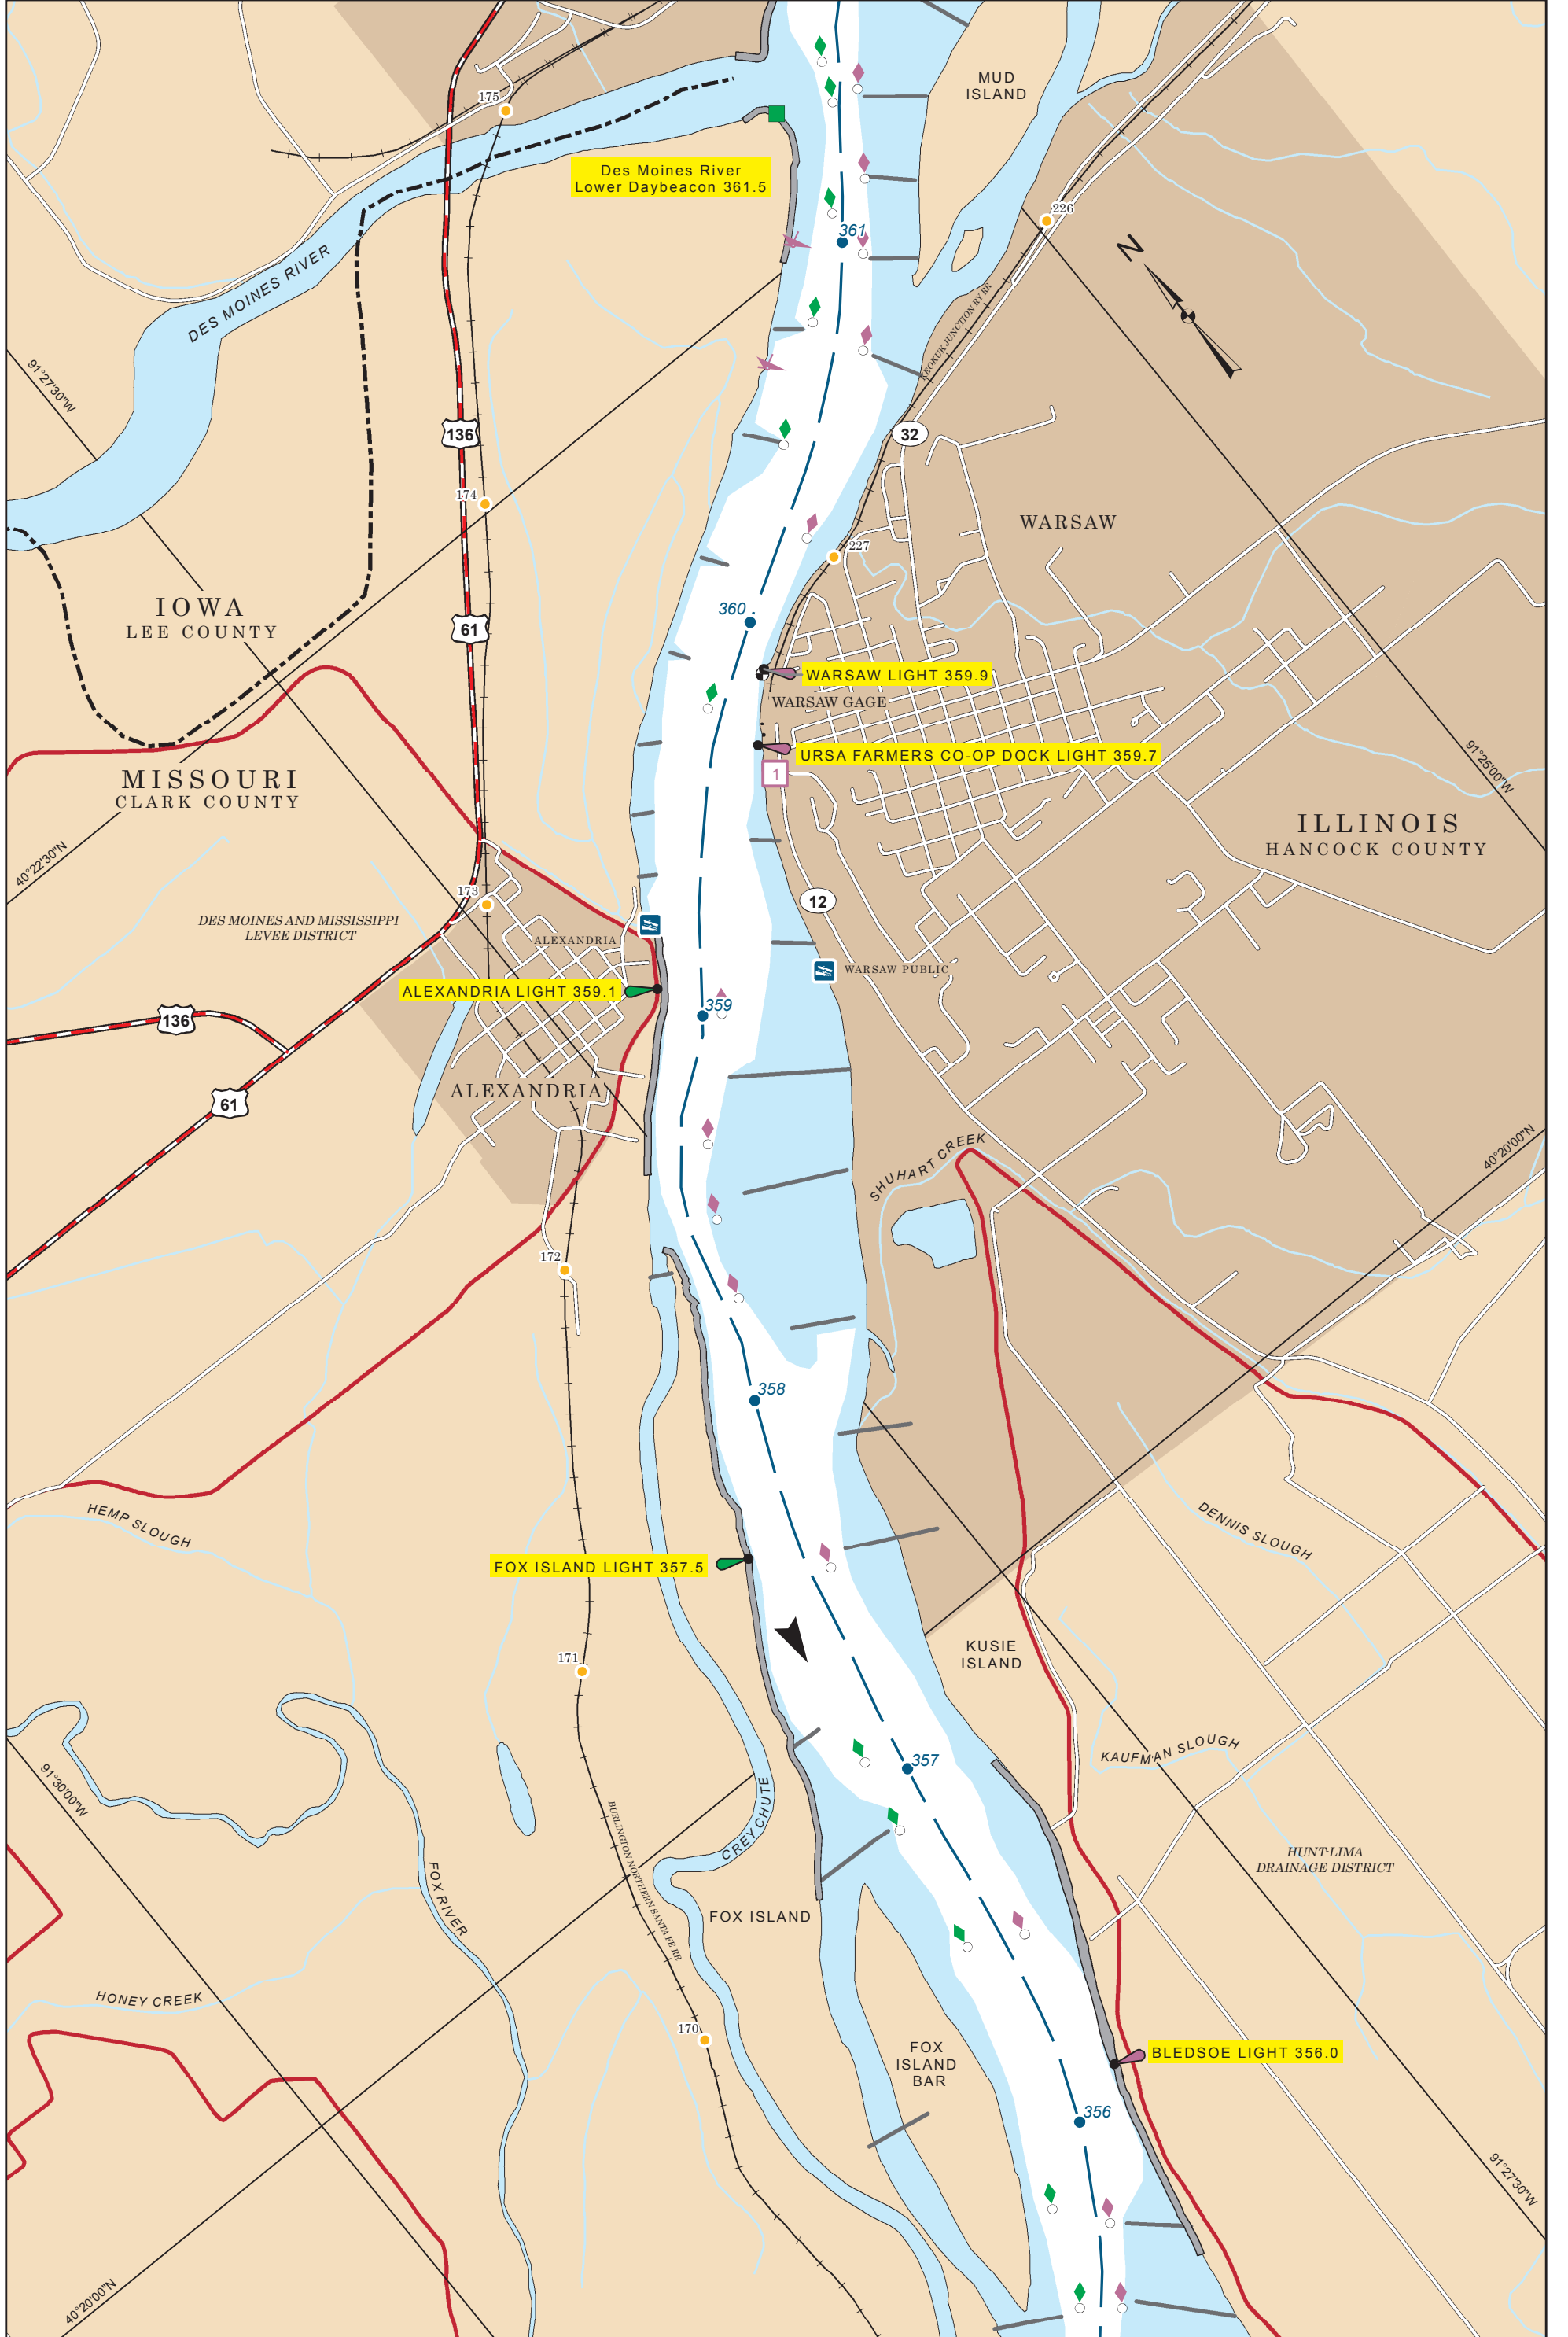 175
MUD
ISLAND
Des Moines River
Lower Daybeacon 361.5
226
361
N
DES MOINES RIVER
KEOKUK JUNCTION RY RR
91°27'30"W
136
32
174
WARSAW
227
IOWA
LEE COUNTY
360
61
WARSAW LIGHT 359.9
WARSAW GAGE
URSA FARMERS CO-OP DOCK LIGHT 359.7
1
91°25'00"W
MISSOURI
CLARK COUNTY
ILLINOIS
HANCOCK COUNTY
40°22'30"N
173
12
DES MOINES AND MISSISSIPPI
LEVEE DISTRICT
ALEXANDRIA
WARSAW PUBLIC
ALEXANDRIA LIGHT 359.1
359
136
61
ALEXANDRIA
SHUHART CREEK
40°20'00"N
172
358
HEMP SLOUGH
DENNIS SLOUGH
FOX ISLAND LIGHT 357.5
KUSIE
ISLAND
171
357
KAUFMAN SLOUGH
91°30'00"W
CREY CHUTE
BURLINGTON NORTHERN SANTA FE RR
HUNT-LIMA
DRAINAGE DISTRICT
FOX RIVER
FOX ISLAND
HONEY CREEK
170
FOX
ISLAND
BAR
BLEDSOE LIGHT 356.0
356
91°27'30"W
40°20'00"N